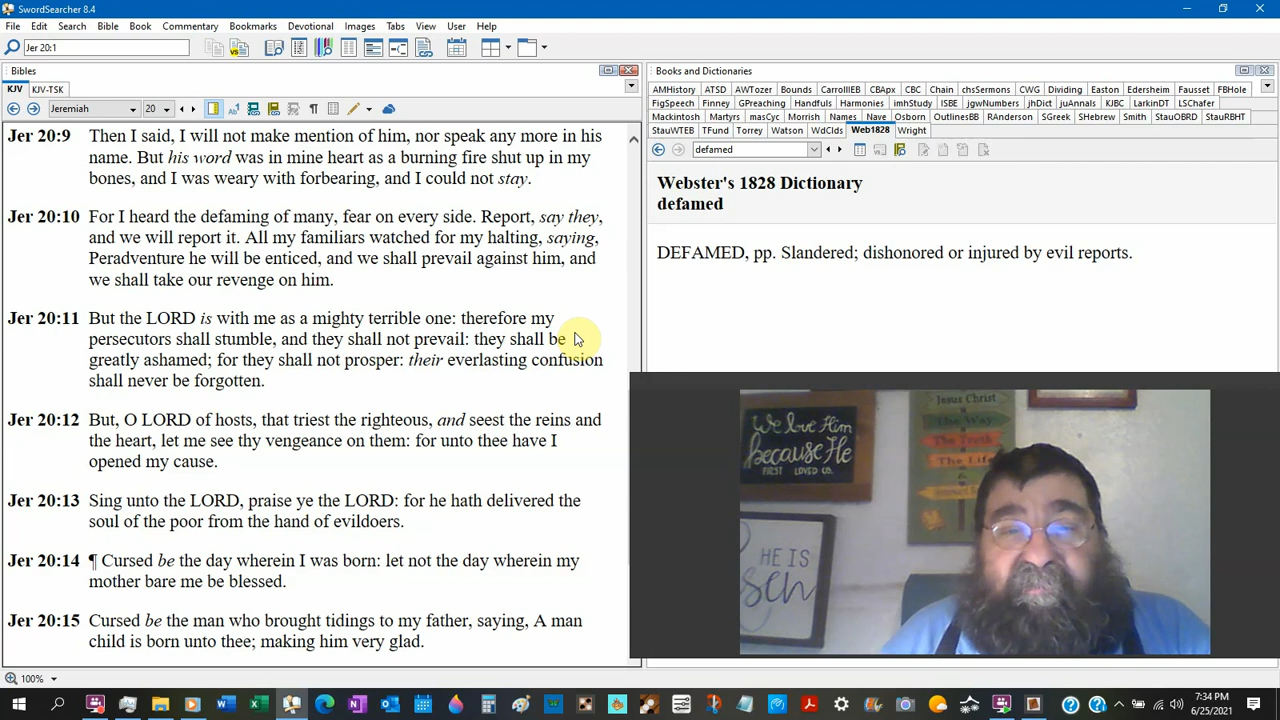 SwordSearcher 8.4
File Edit Search Bible Book Commentary Bookmarks Devotional Images Tabs View User Help
Jer 20:1
Bibles
KJV KJV-TSK
Jeremiah 20
Jer 20:9 Then I said, I will not make mention of him, nor speak any more in his
name. But his word was in mine heart as a burning fire shut up in my
bones, and I was weary with forbearing, and I could not stay.
Jer 20:10 For I heard the defaming of many, fear on every side. Report, say they,
and we will report it. All my familiars watched for my halting, saying,
Peradventure he will be enticed, and we shall prevail against him, and
we shall take our revenge on him.
Jer 20:11 But the LORD is with me as a mighty terrible one: therefore my
persecutors shall stumble, and they shall not prevail: they shall be
greatly ashamed; for they shall not prosper: their everlasting confusion
shall never be forgotten.
Jer 20:12 But, O LORD of hosts, that triest the righteous, and seest the reins and
the heart, let me see thy vengeance on them: for unto thee have I
opened my cause.
Jer 20:13 Sing unto the LORD, praise ye the LORD: for he hath delivered the
soul of the poor from the hand of evildoers.
Jer 20:14 ¶ Cursed be the day wherein I was born: let not the day wherein my
mother bare me be blessed.
Jer 20:15 Cursed be the man who brought tidings to my father, saying, A man
child is born unto thee; making him very glad.
100%
Books and Dictionaries
AMHistory ATSD AWTozer Bounds CarrollEB CBApx CBC Chain chsSermons CWG Dividing Easton Edersheim Fausset FBHole
FigSpeech Finney GPreaching Handfuls Harmonies imhStudy ISBE jgwNumbers jhDict juAnnals KJBC LarkinDT LSChafer
Mackintosh Martyrs masCyc Morrish Names Nave Osborn OutlinesBB RAnderson SGreek SHebrew Smith StauOBRD StauRBHT
StauWTEB TFund Torrey Watson WdClds Web1828 Wright
defamed
Webster's 1828 Dictionary
defamed
DEFAMED, pp. Slandered; dishonored or injured by evil reports.
We love Him
because He
FIRST LOVED US.
Jesus Christ
The Way
The Truth
The Life
HE IS
7:34 PM
6/25/2021